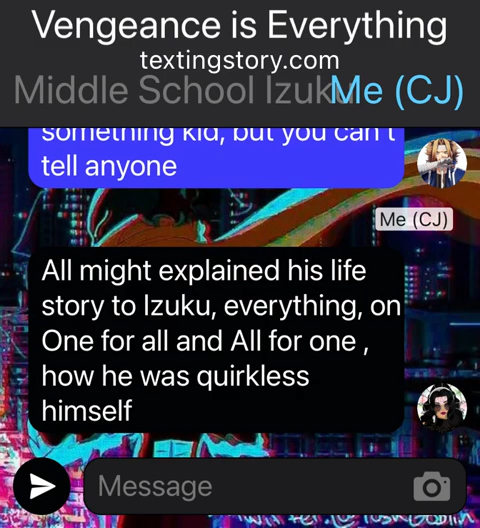 Vengeance is Everything
textingstory.com
Middle School Izuku Me (CJ)
something kid, but you can't
tell anyone
Me (CJ)
All might explained his life
story to Izuku, everything, on
One for all and All for one ,
how he was quirkless
himself
Message